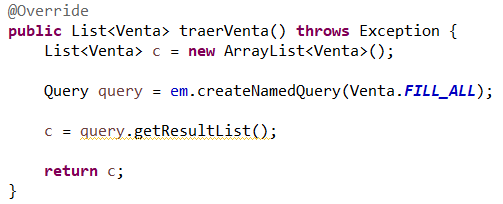 @Override
public List<Venta> traerVenta() throws Exception {
    List<Venta> c = new ArrayList<Venta>();
    Query query = em.createNamedQuery(Venta.FILL_ALL);
    c = query.getResultList();
    return c;
}